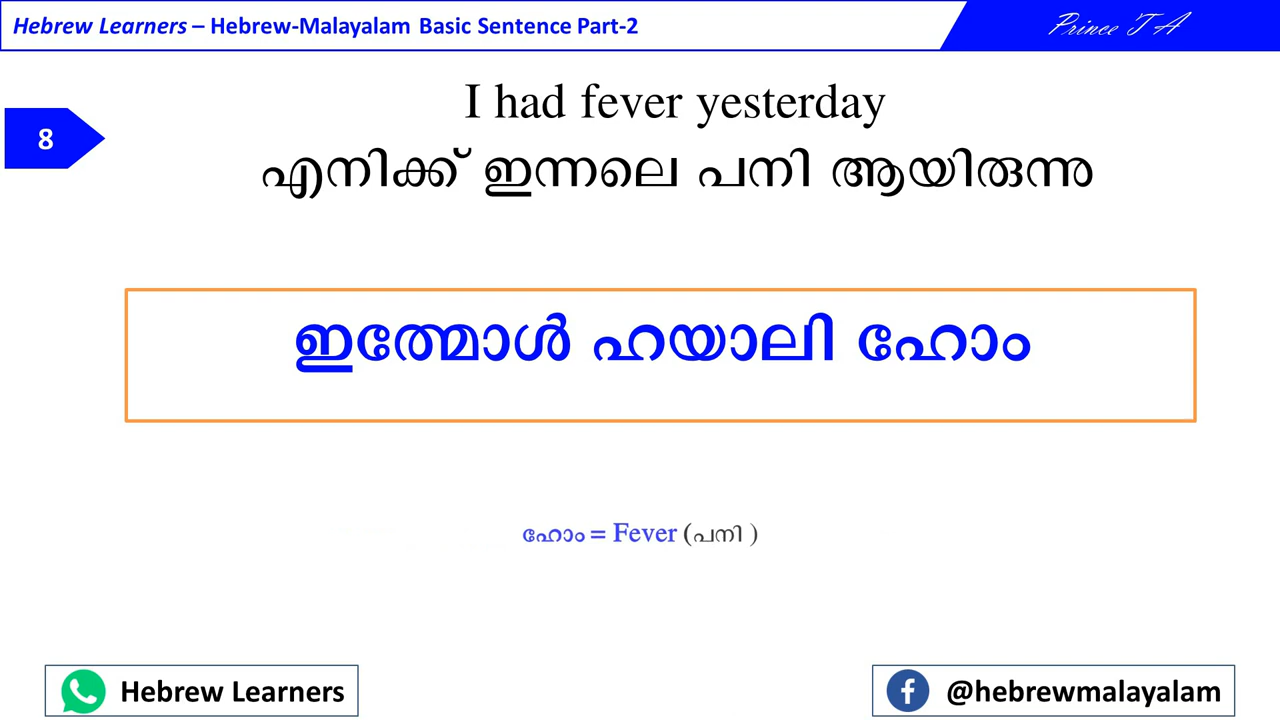 Hebrew Learners – Hebrew-Malayalam Basic Sentence Part-2
Prince T A
8
I had fever yesterday
എനിക്ക് ഇന്നലെ പനി ആയിരുന്നു
ഇത്മോൾ ഹയാലി ഹോം
ഹോം = Fever (പനി )
Hebrew Learners
@hebrewmalayalam